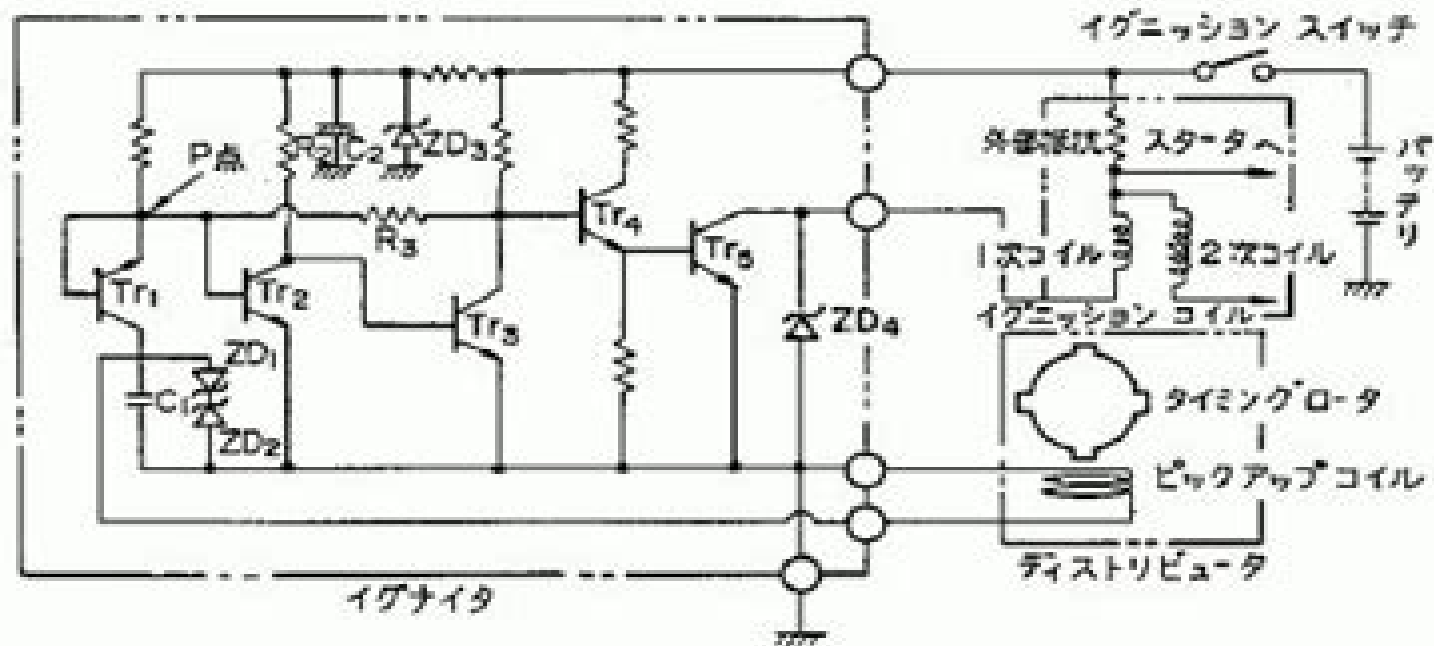 イグニッション スイッチ
R2
C2
ZD3
外部抵抗
スタータへ
バッテリ
P点
R3
Tr4
Tr5
1次コイル
2次コイル
Tr1
Tr2
Tr3
ZD4
イグニッション コイル
ZD1
C1
ZD2
タイミングロータ
ピックアップコイル
ディストリビュータ
イグナイタ